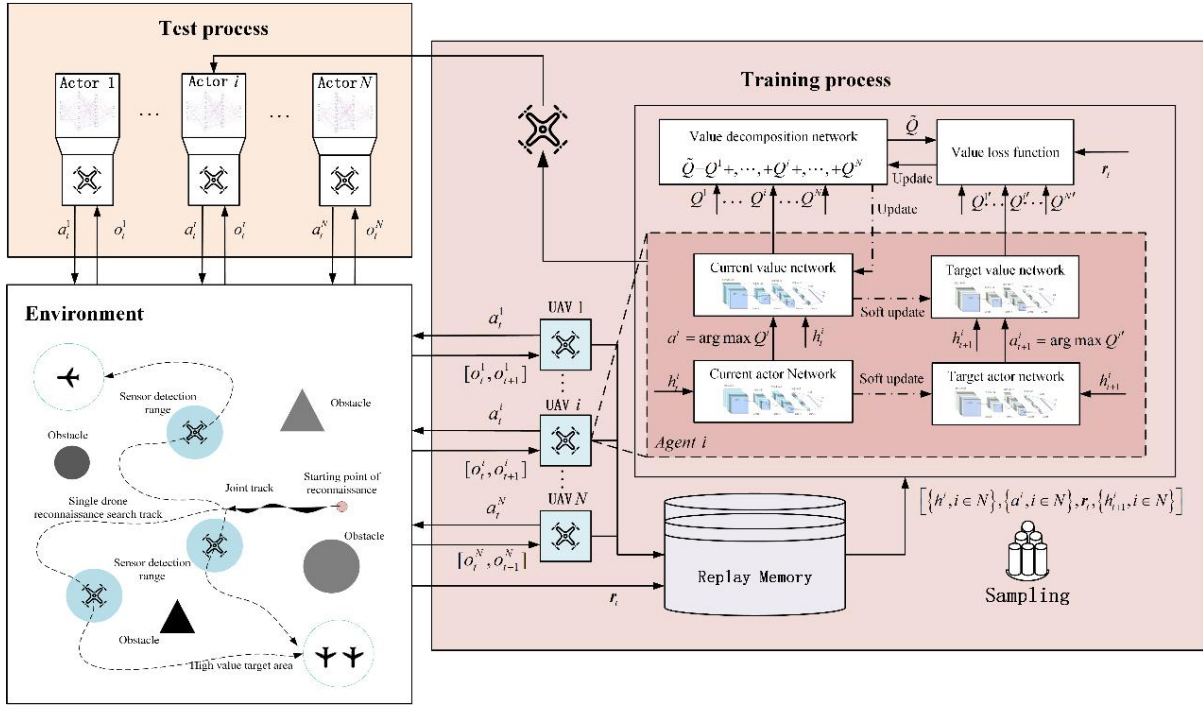 Test process
Actor 1
Actor i
Actor N
...
...
a_t^1
o_t^1
a_t^i
o_t^i
a_t^N
o_t^N
Training process
Value decomposition network
Q̃=Q^1+,…,+Q^i+,…,+Q^N
Q̃
Value loss function
Update
r_t
Q^1 … Q^i … Q^N
Update
Q^1'… Q^i'… Q^N'
Current value network
Target value network
Soft update
a^i = arg max Q^i
h_t^i
h_{t+1}^i
a_{t+1}^i = arg max Q^i'
Current actor Network
Soft update
Target actor network
h_t^i
h_{t+1}^i
Agent i
Environment
Sensor detection
range
Obstacle
Obstacle
Single drone
reconnaissance search track
Joint track
Starting point of
reconnaissance
Sensor detection
range
Obstacle
Obstacle
High value target area
a_t^1
UAV 1
[o_t^1, o_{t+1}^1]
a_t^i
UAV i
[o_t^i, o_{t+1}^i]
a_t^N
UAV N
[o_t^N, o_{t-1}^N]
r_t
Replay Memory
[{h^i, i∈N},{a^i, i∈N}, r_t,{h_{t+1}^i, i∈N}]
Sampling